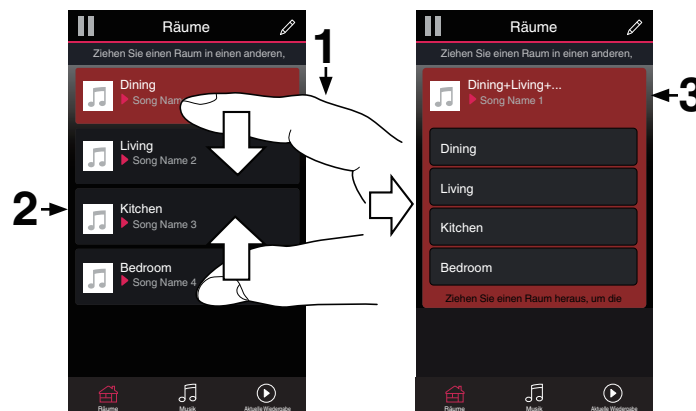 Räume
Ziehen Sie einen Raum in einen anderen,
1
Dining
Song Nam
Living
Song Name 2
2
Kitchen
Song Name 3
Bedroom
Song Name 4
Räume
Musik
Aktuelle Wiedergabe
Räume
Ziehen Sie einen Raum in einen anderen,
Dining+Living+...
Song Name 1
3
Dining
Living
Kitchen
Bedroom
Ziehen Sie einen Raum heraus, um die
Räume
Musik
Aktuelle Wiedergabe